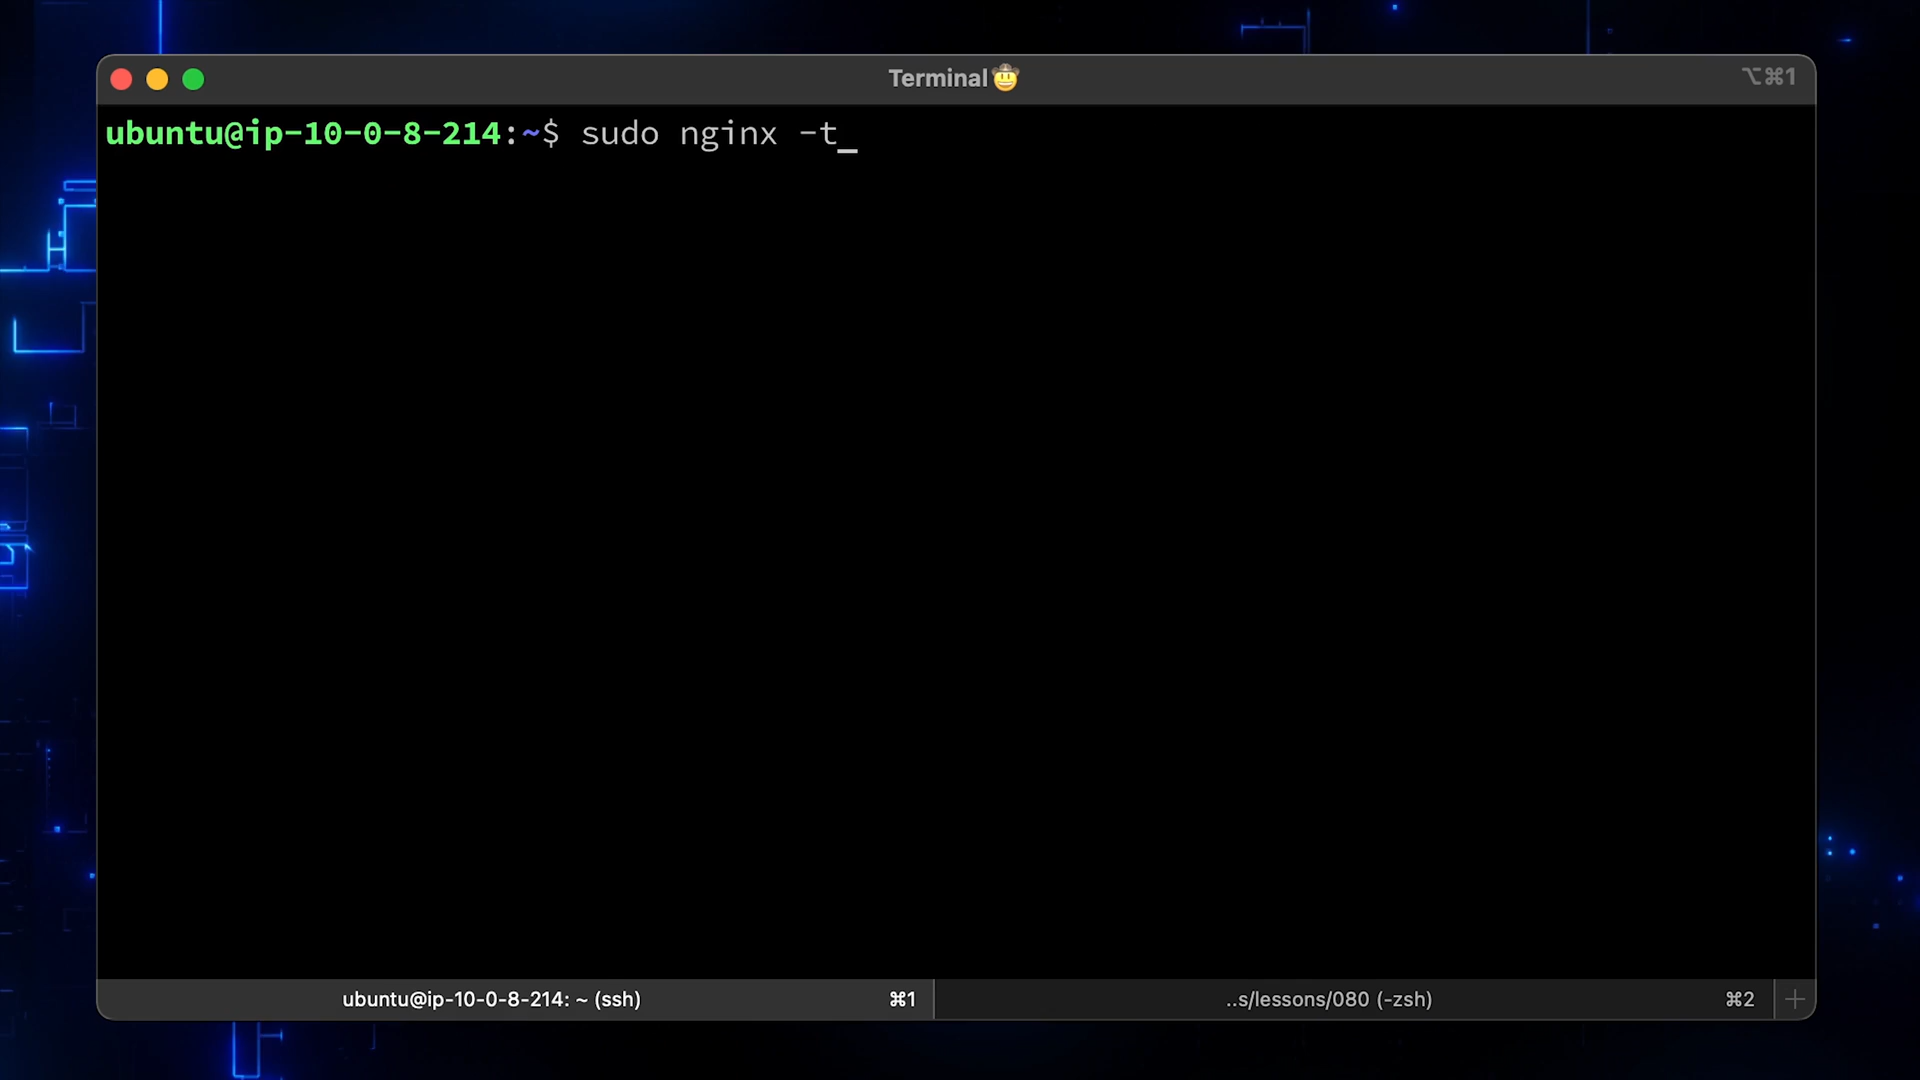 Terminal🤠
⌥⌘1
ubuntu@ip-10-0-8-214:~$ sudo nginx -t_
ubuntu@ip-10-0-8-214: ~ (ssh) ⌘1
..s/lessons/080 (-zsh) ⌘2 +